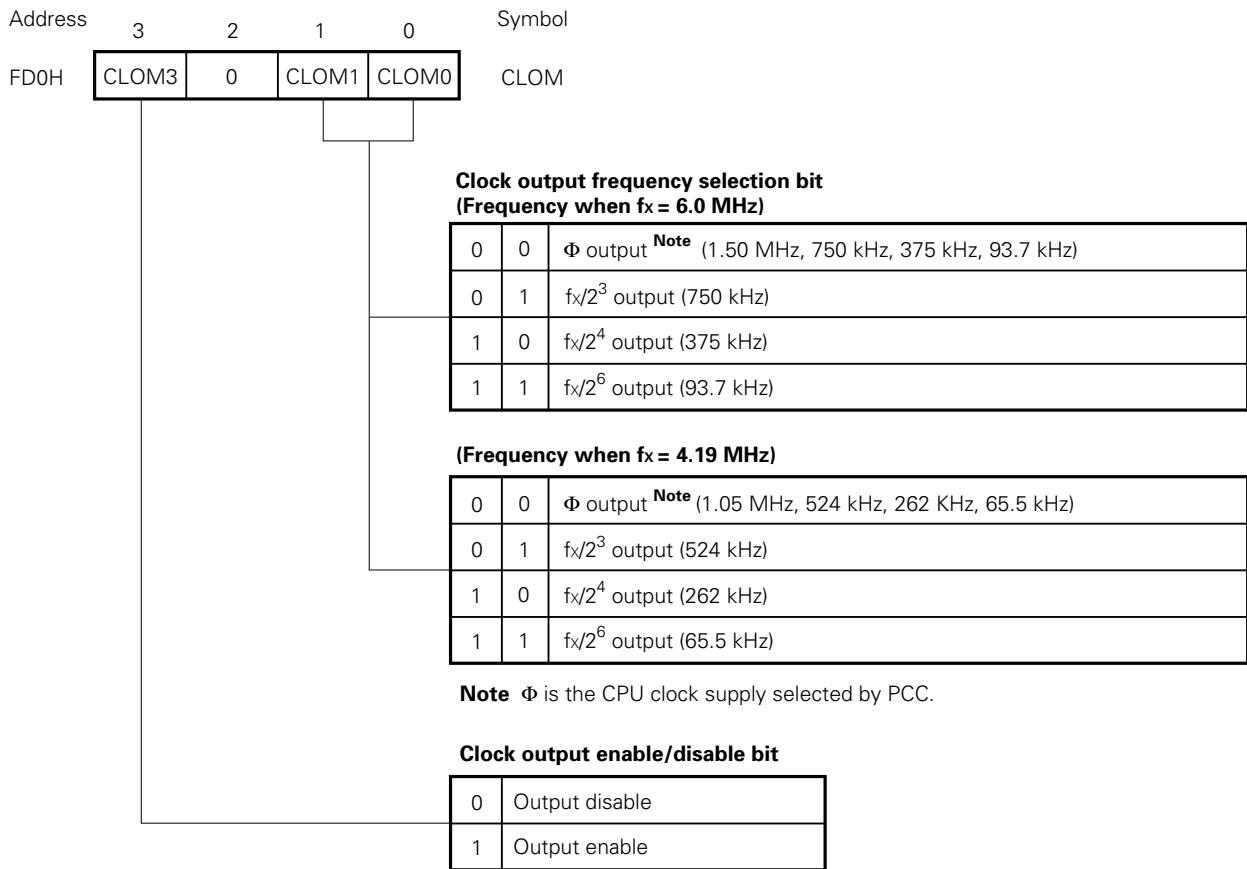 Address 3 2 1 0 Symbol
FD0H CLOM3 0 CLOM1 CLOM0 CLOM
Clock output frequency selection bit
(Frequency when fx = 6.0 MHz)
0 0 Φ output Note (1.50 MHz, 750 kHz, 375 kHz, 93.7 kHz)
0 1 fx/2³ output (750 kHz)
1 0 fx/2⁴ output (375 kHz)
1 1 fx/2⁶ output (93.7 kHz)
(Frequency when fx = 4.19 MHz)
0 0 Φ output Note (1.05 MHz, 524 kHz, 262 KHz, 65.5 kHz)
0 1 fx/2³ output (524 kHz)
1 0 fx/2⁴ output (262 kHz)
1 1 fx/2⁶ output (65.5 kHz)
Note Φ is the CPU clock supply selected by PCC.
Clock output enable/disable bit
0 Output disable
1 Output enable